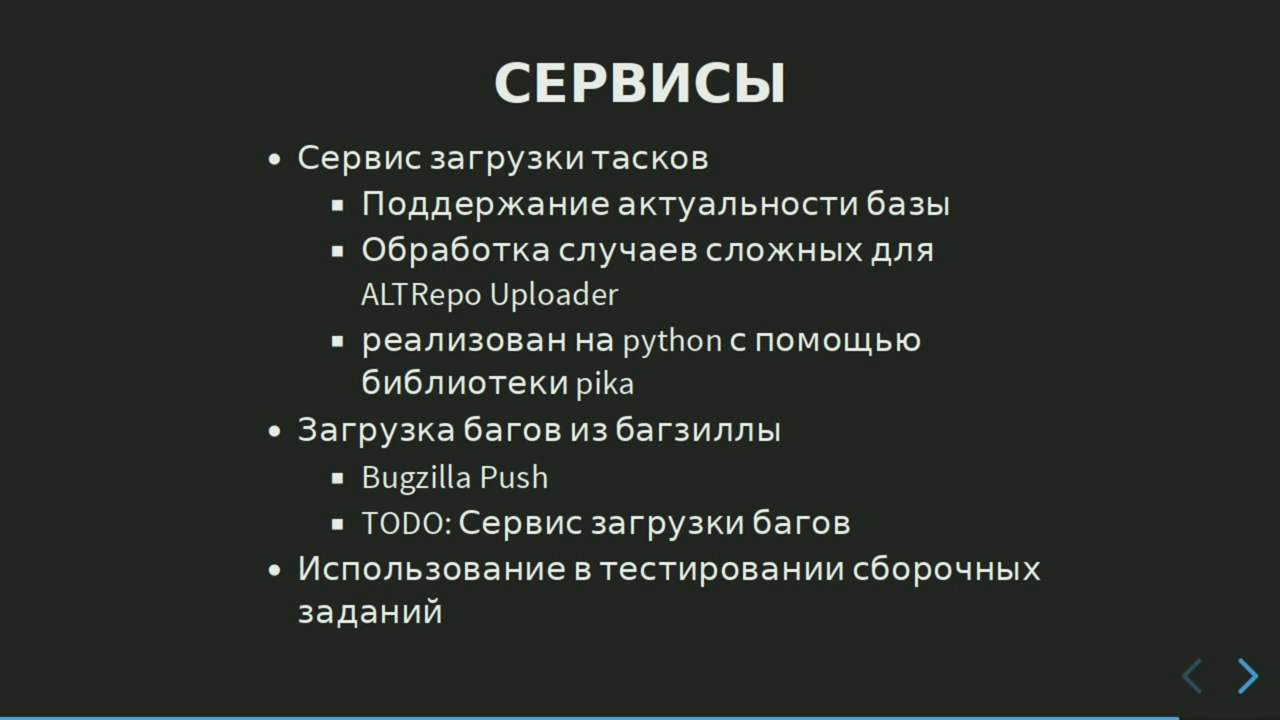 СЕРВИСЫ
Сервис загрузки тасков
Поддержание актуальности базы
Обработка случаев сложных для
ALTRepo Uploader
реализован на python с помощью
библиотеки pika
Загрузка багов из багзиллы
Bugzilla Push
TODO: Сервис загрузки багов
Использование в тестировании сборочных
заданий